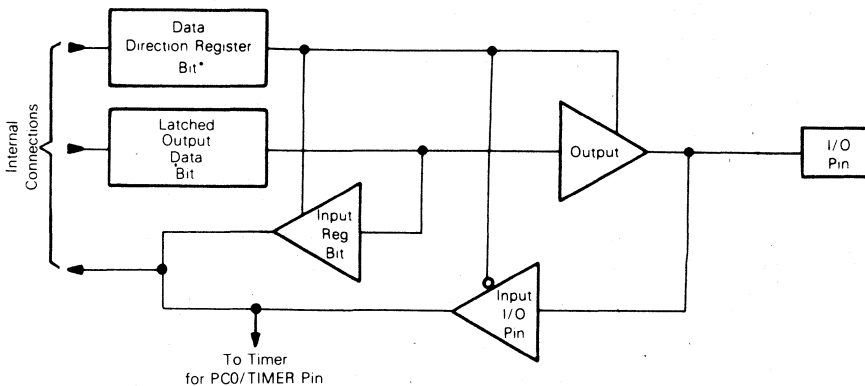 Data
Direction Register
Bit*
Latched
Output
Data
Bit
Internal
Connections
Output
I/O
Pin
Input
Reg
Bit
Input
I/O
Pin
To Timer
for PC0/TIMER Pin